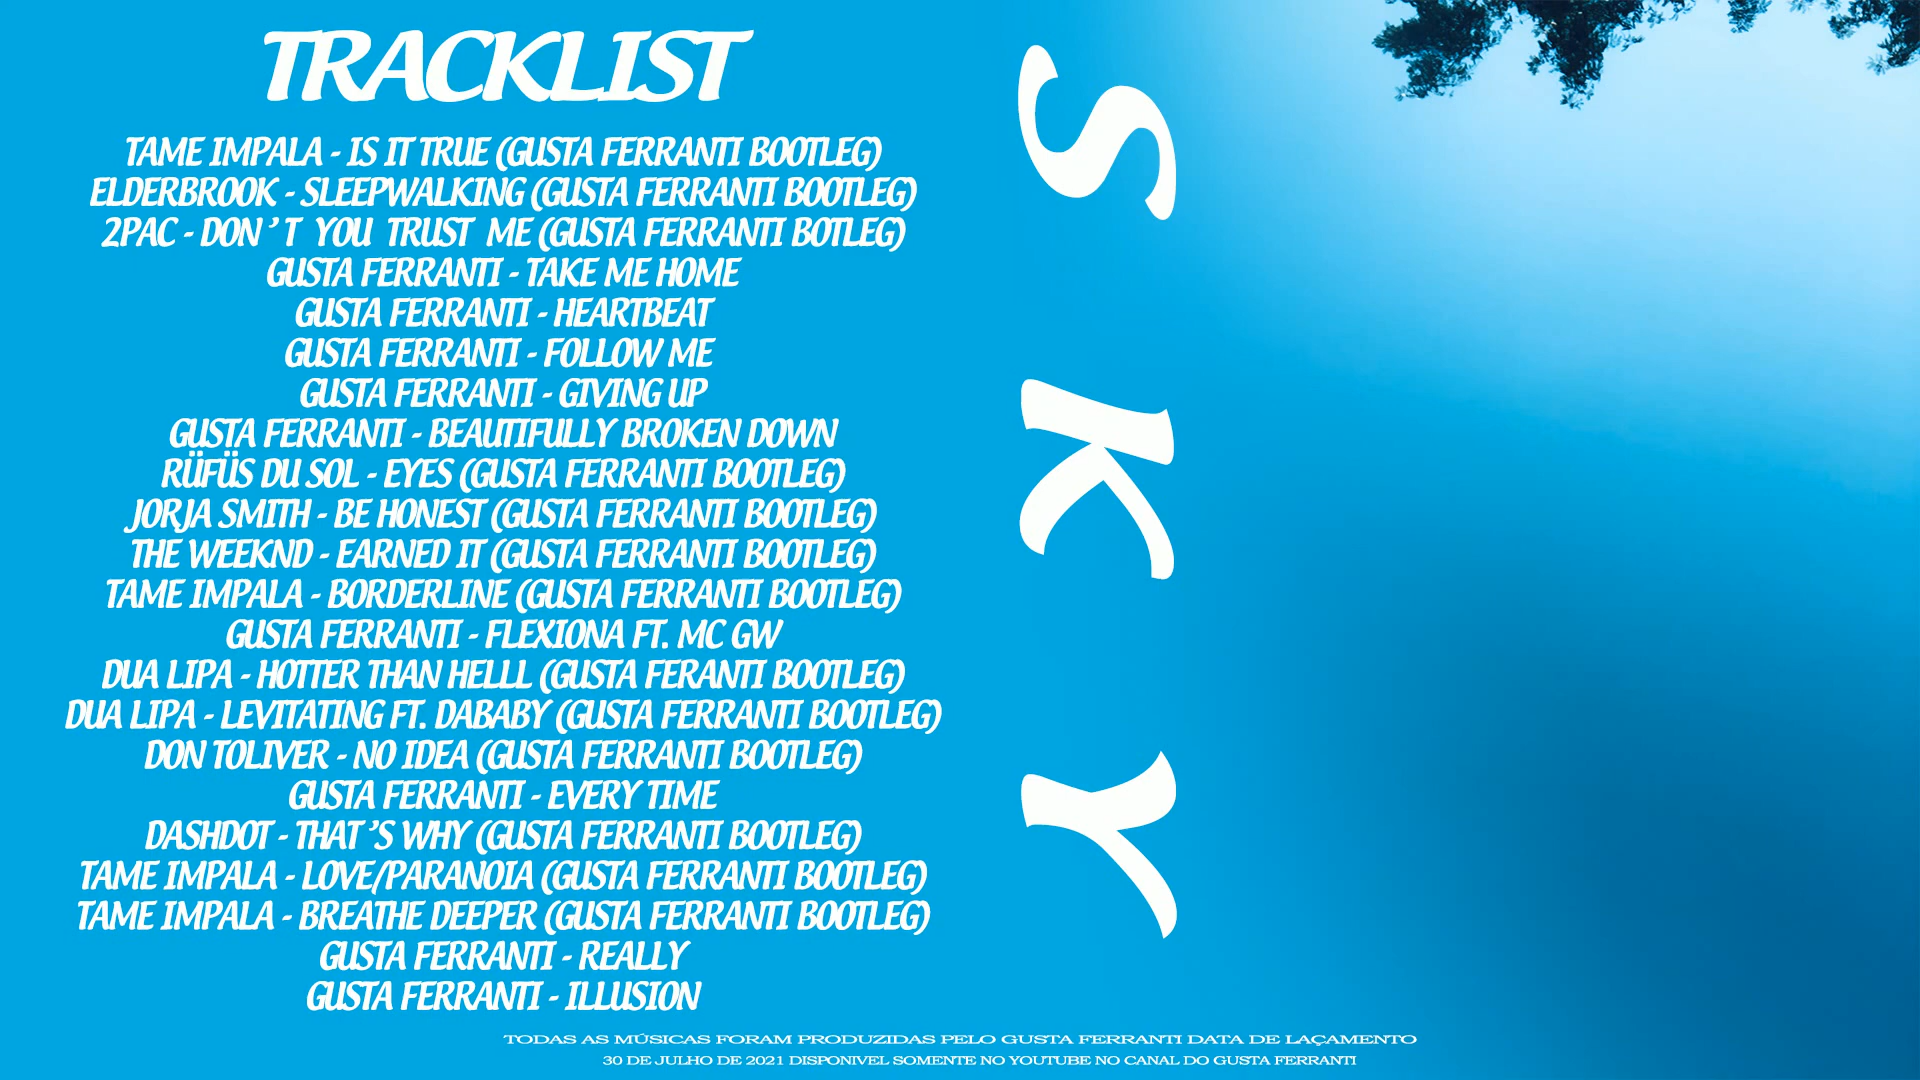 TRACKLIST
TAME IMPALA - IS IT TRUE (GUSTA FERRANTI BOOTLEG)
ELDERBROOK - SLEEPWALKING (GUSTA FERRANTI BOOTLEG)
2PAC - DON ’ T YOU TRUST ME (GUSTA FERRANTI BOTLEG)
GUSTA FERRANTI - TAKE ME HOME
GUSTA FERRANTI - HEARTBEAT
GUSTA FERRANTI - FOLLOW ME
GUSTA FERRANTI - GIVING UP
GUSTA FERRANTI - BEAUTIFULLY BROKEN DOWN
RÜFÜS DU SOL - EYES (GUSTA FERRANTI BOOTLEG)
JORJA SMITH - BE HONEST (GUSTA FERRANTI BOOTLEG)
THE WEEKND - EARNED IT (GUSTA FERRANTI BOOTLEG)
TAME IMPALA - BORDERLINE (GUSTA FERRANTI BOOTLEG)
GUSTA FERRANTI - FLEXIONA FT. MC GW
DUA LIPA - HOTTER THAN HELLL (GUSTA FERANTI BOOTLEG)
DUA LIPA - LEVITATING FT. DABABY (GUSTA FERRANTI BOOTLEG)
DON TOLIVER - NO IDEA (GUSTA FERRANTI BOOTLEG)
GUSTA FERRANTI - EVERY TIME
DASHDOT - THAT ’S WHY (GUSTA FERRANTI BOOTLEG)
TAME IMPALA - LOVE/PARANOIA (GUSTA FERRANTI BOOTLEG)
TAME IMPALA - BREATHE DEEPER (GUSTA FERRANTI BOOTLEG)
GUSTA FERRANTI - REALLY
GUSTA FERRANTI - ILLUSION
SKY
TODAS AS MÚSICAS FORAM PRODUZIDAS PELO GUSTA FERRANTI DATA DE LAÇAMENTO
30 DE JULHO DE 2021 DISPONIVEL SOMENTE NO YOUTUBE NO CANAL DO GUSTA FERRANTI